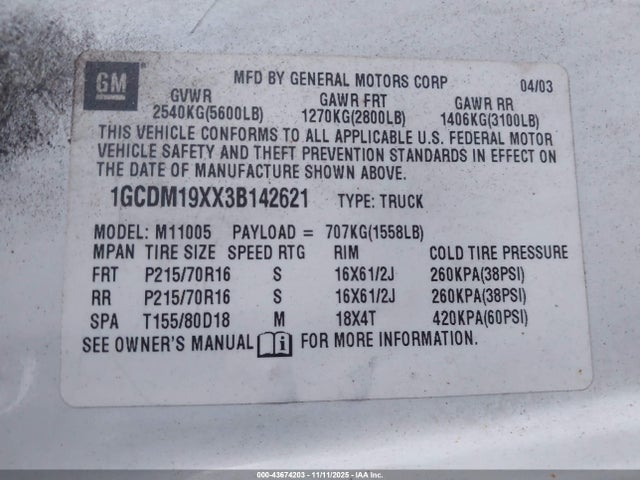 GM
MFD BY GENERAL MOTORS CORP 04/03
GVWR GAWR FRT GAWR RR
2540KG(5600LB) 1270KG(2800LB) 1406KG(3100LB)
THIS VEHICLE CONFORMS TO ALL APPLICABLE U.S. FEDERAL MOTOR
VEHICLE SAFETY AND THEFT PREVENTION STANDARDS IN EFFECT ON
THE DATE OF MANUFACTURE SHOWN ABOVE.
1GCDM19XX3B142621 TYPE: TRUCK
MODEL: M11005 PAYLOAD = 707KG(1558LB)
MPAN TIRE SIZE SPEED RTG RIM COLD TIRE PRESSURE
FRT P215/70R16 S 16X61/2J 260KPA(38PSI)
RR P215/70R16 S 16X61/2J 260KPA(38PSI)
SPA T155/80D18 M 18X4T 420KPA(60PSI)
SEE OWNER'S MANUAL i FOR MORE INFORMATION.
000-43674203 - 11/11/2025 - IAA Inc.